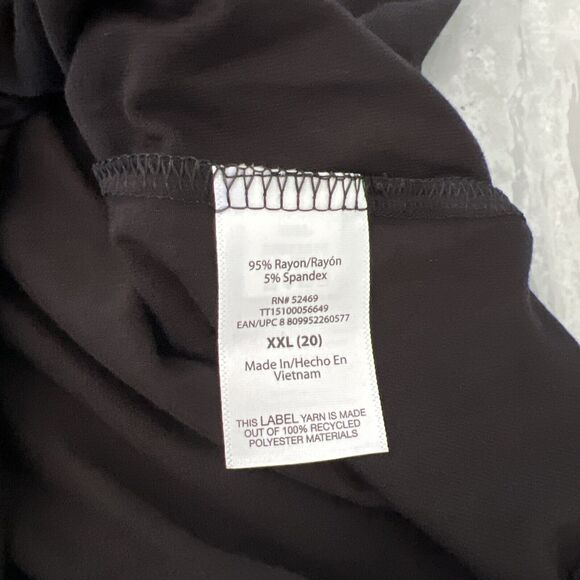 95% Rayon/Rayón
5% Spandex
RN# 52469
TT15100056649
EAN/UPC 8 809952260577
XXL (20)
Made In/Hecho En
Vietnam
THIS LABEL YARN IS MADE
OUT OF 100% RECYCLED
POLYESTER MATERIALS